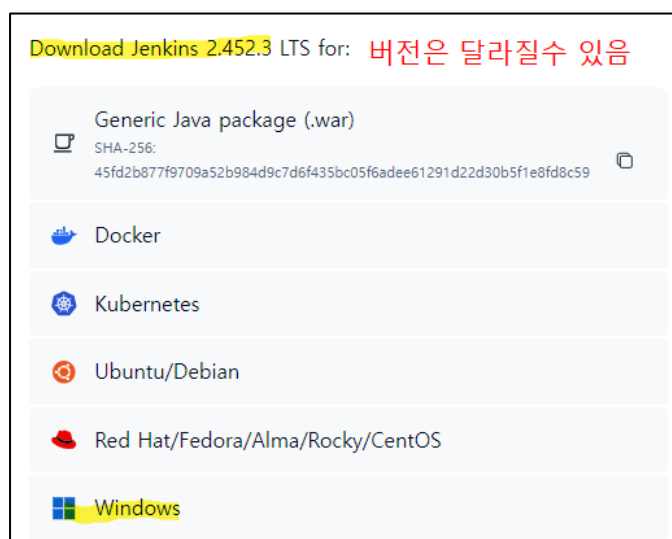 Download Jenkins 2.452.3 LTS for: 버전은 달라질수 있음
Generic Java package (.war)
SHA-256:
45fd2b877f9709a52b984d9c7d6f435bc05f6adee61291d22d30b5f1e8fd8c59
Docker
Kubernetes
Ubuntu/Debian
Red Hat/Fedora/Alma/Rocky/CentOS
Windows